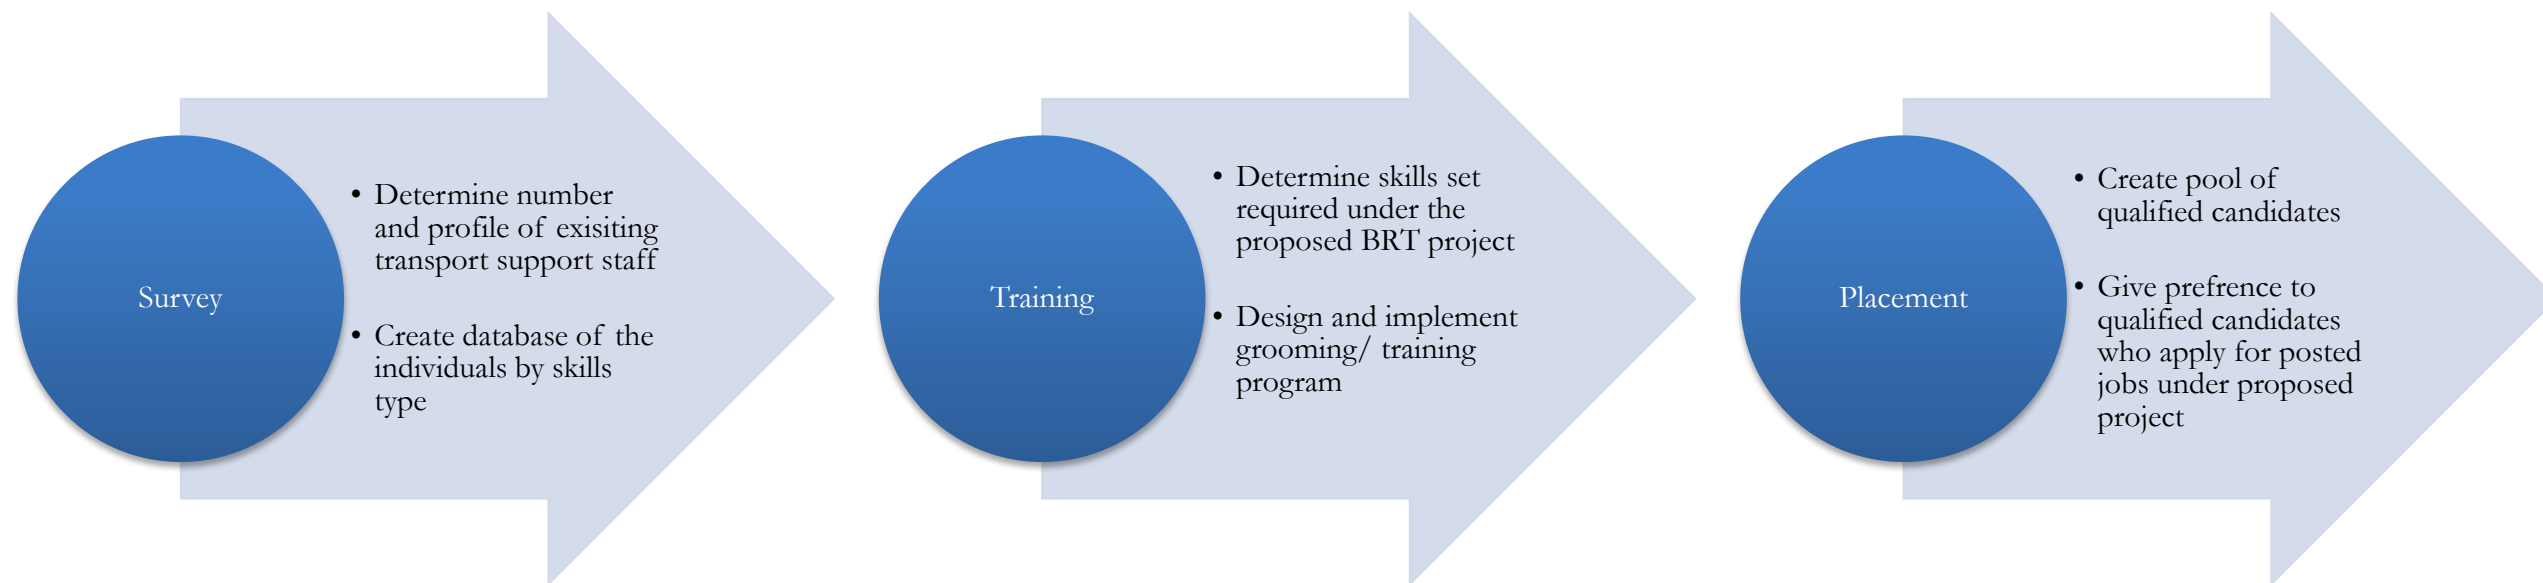 Survey
• Determine number
and profile of exisiting
transport support staff
• Create database of the
individuals by skills
type
Training
• Determine skills set
required under the
proposed BRT project
• Design and implement
grooming/ training
program
Placement
• Create pool of
qualified candidates
• Give prefrence to
qualified candidates
who apply for posted
jobs under proposed
project